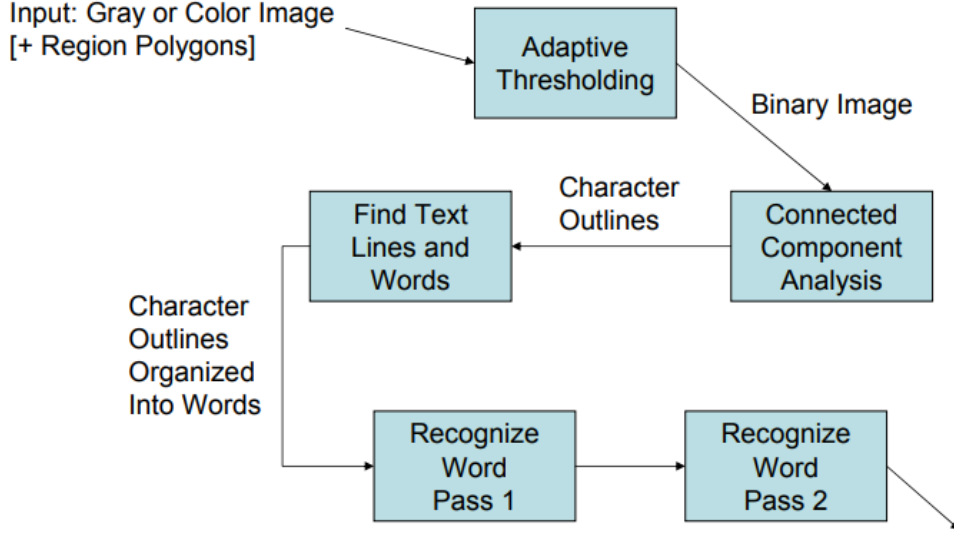 Input: Gray or Color Image
[+ Region Polygons]
Adaptive
Thresholding
Binary Image
Character
Outlines
Find Text
Lines and
Words
Connected
Component
Analysis
Character
Outlines
Organized
Into Words
Recognize
Word
Pass 1
Recognize
Word
Pass 2